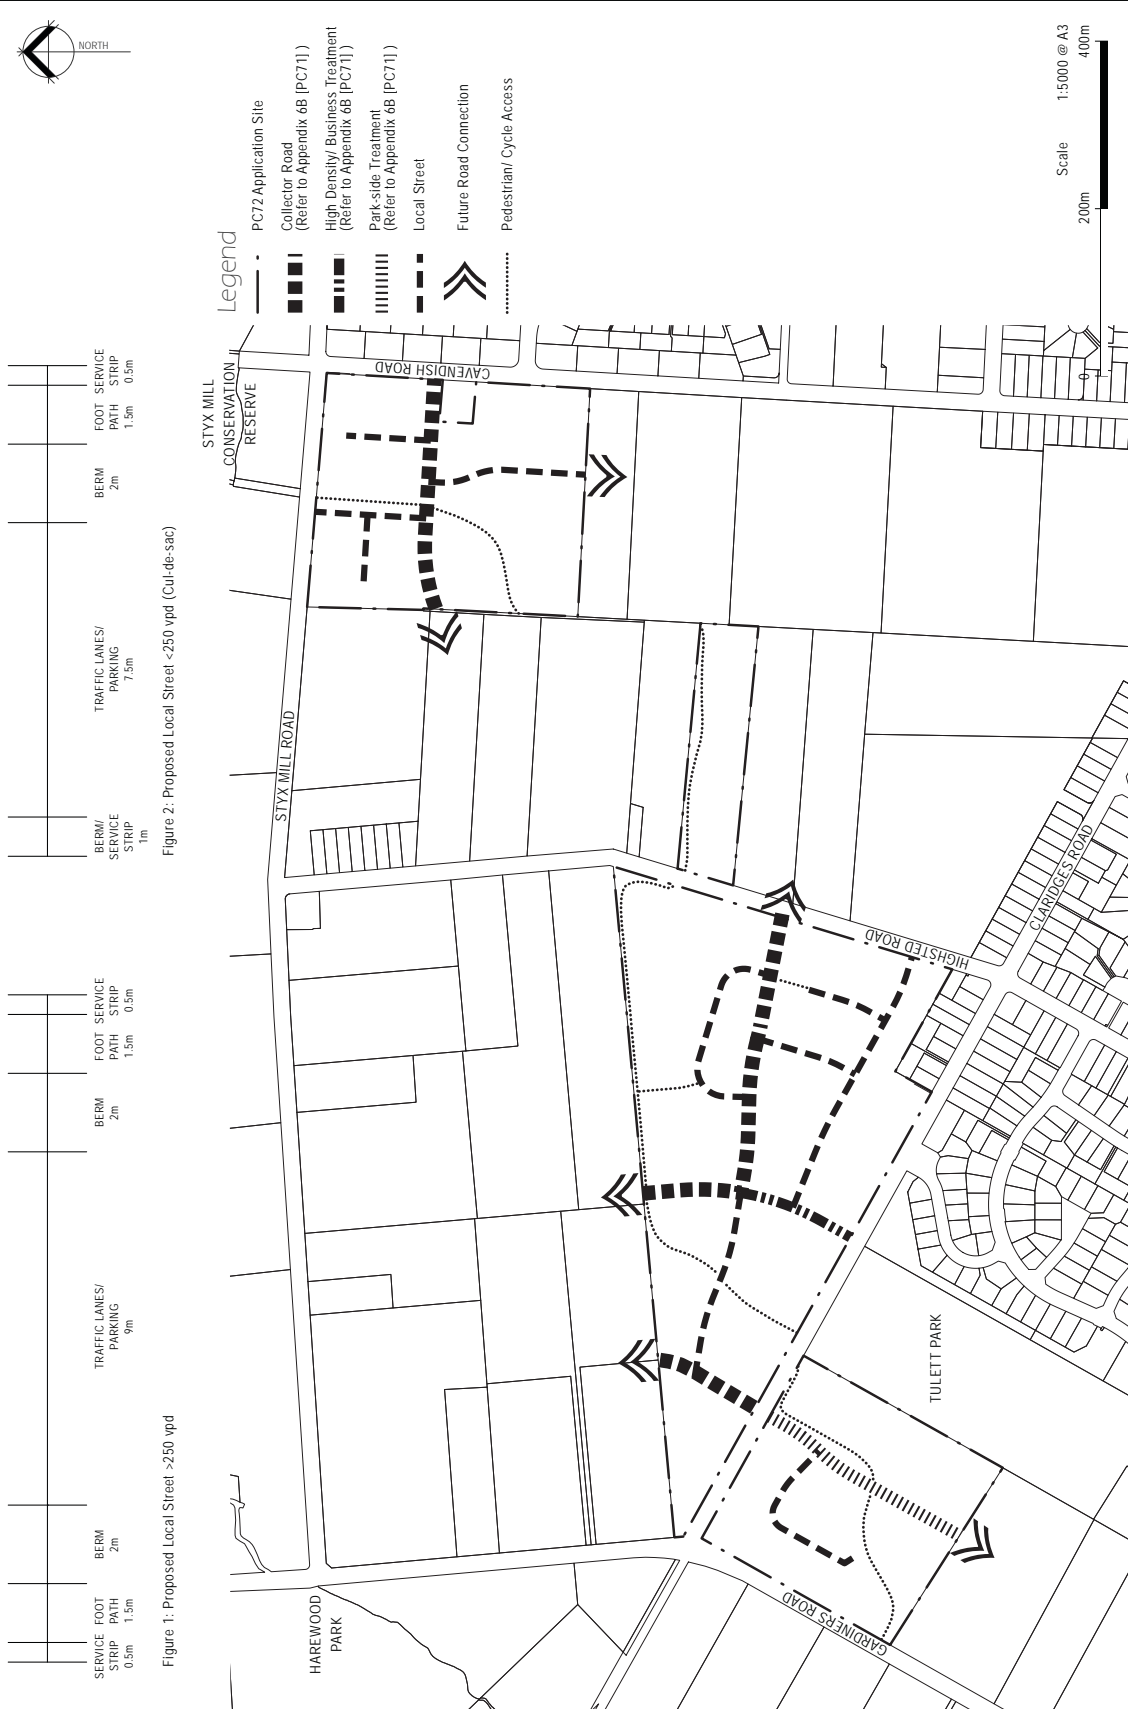 NORTH
Legend
PC72 Application Site
Collector Road
(Refer to Appendix 6B [PC71] )
High Density/ Business Treatment
(Refer to Appendix 6B [PC71] )
Park-side Treatment
(Refer to Appendix 6B [PC71] )
Local Street
Future Road Connection
Pedestrian/ Cycle Access
Scale
1:5000 @ A3
0
200m
400m
SERVICE
STRIP
0.5m
FOOT
PATH
1.5m
BERM
2m
TRAFFIC LANES/
PARKING
9m
BERM
2m
FOOT
PATH
1.5m
SERVICE
STRIP
0.5m
Figure 1: Proposed Local Street >250 vpd
BERM/
SERVICE
STRIP
1m
TRAFFIC LANES/
PARKING
7.5m
BERM
2m
FOOT
PATH
1.5m
SERVICE
STRIP
0.5m
Figure 2: Proposed Local Street <250 vpd (Cul-de-sac)
STYX MILL
CONSERVATION
RESERVE
CAVENDISH ROAD
STYX MILL ROAD
HIGHSTED ROAD
CLARIDGES ROAD
TULETT PARK
GARDINERS ROAD
HAREWOOD
PARK